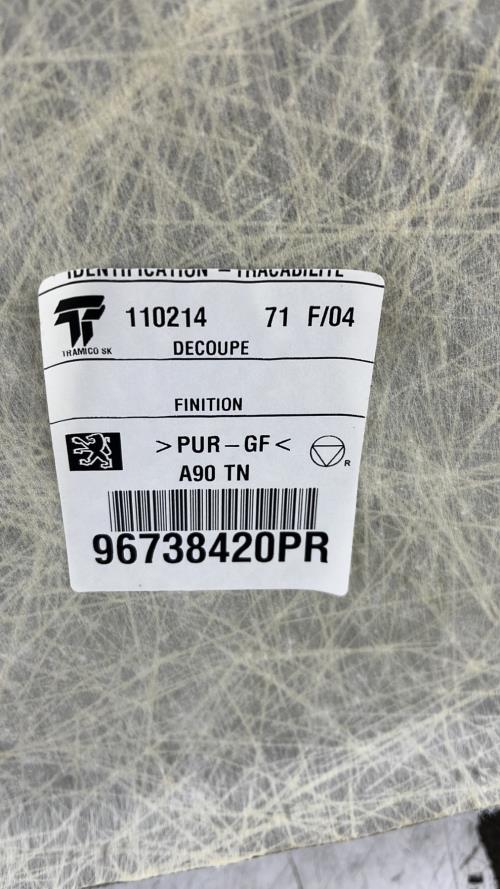 IDENTIFICATION - TRACABILITE
110214 71 F/04
TRAMICO SK
DECOUPE
FINITION
>PUR-GF<
R
A90 TN
96738420PR